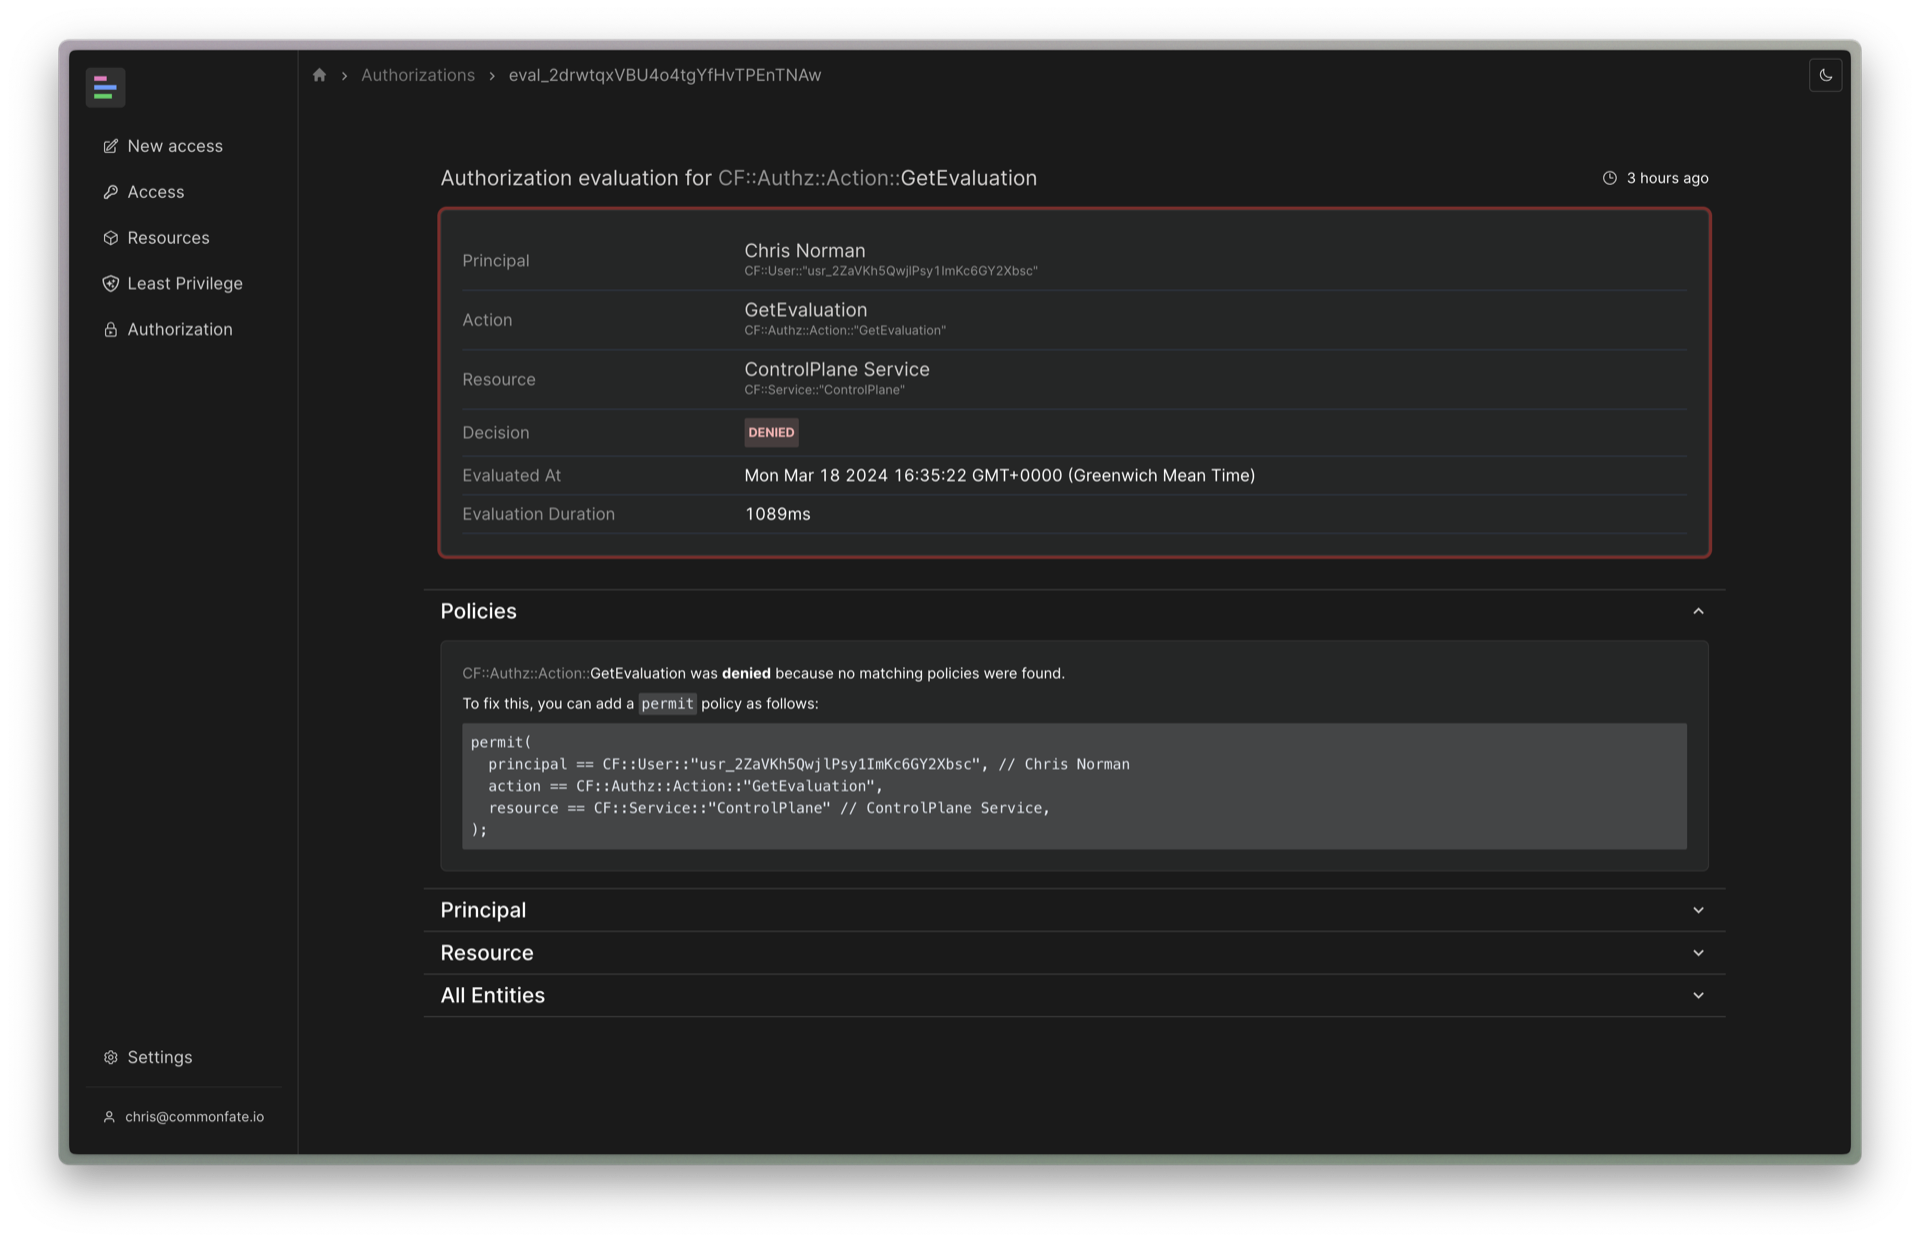 Authorizations
eval_2drwtqxVBU4o4tgYfHvTPEnTNAw
New access
Access
Resources
Least Privilege
Authorization
Settings
chris@commonfate.io
Authorization evaluation for CF::Authz::Action::GetEvaluation
3 hours ago
Principal
Chris Norman
CF::User::"usr_2ZaVKh5QwjlPsy1ImKc6GY2Xbsc"
Action
GetEvaluation
CF::Authz::Action::"GetEvaluation"
Resource
ControlPlane Service
CF::Service::"ControlPlane"
Decision
DENIED
Evaluated At
Mon Mar 18 2024 16:35:22 GMT+0000 (Greenwich Mean Time)
Evaluation Duration
1089ms
Policies
CF::Authz::Action::GetEvaluation was denied because no matching policies were found.
To fix this, you can add a permit policy as follows:
permit(
  principal == CF::User::"usr_2ZaVKh5QwjlPsy1ImKc6GY2Xbsc", // Chris Norman
  action == CF::Authz::Action::"GetEvaluation",
  resource == CF::Service::"ControlPlane" // ControlPlane Service,
);
Principal
Resource
All Entities